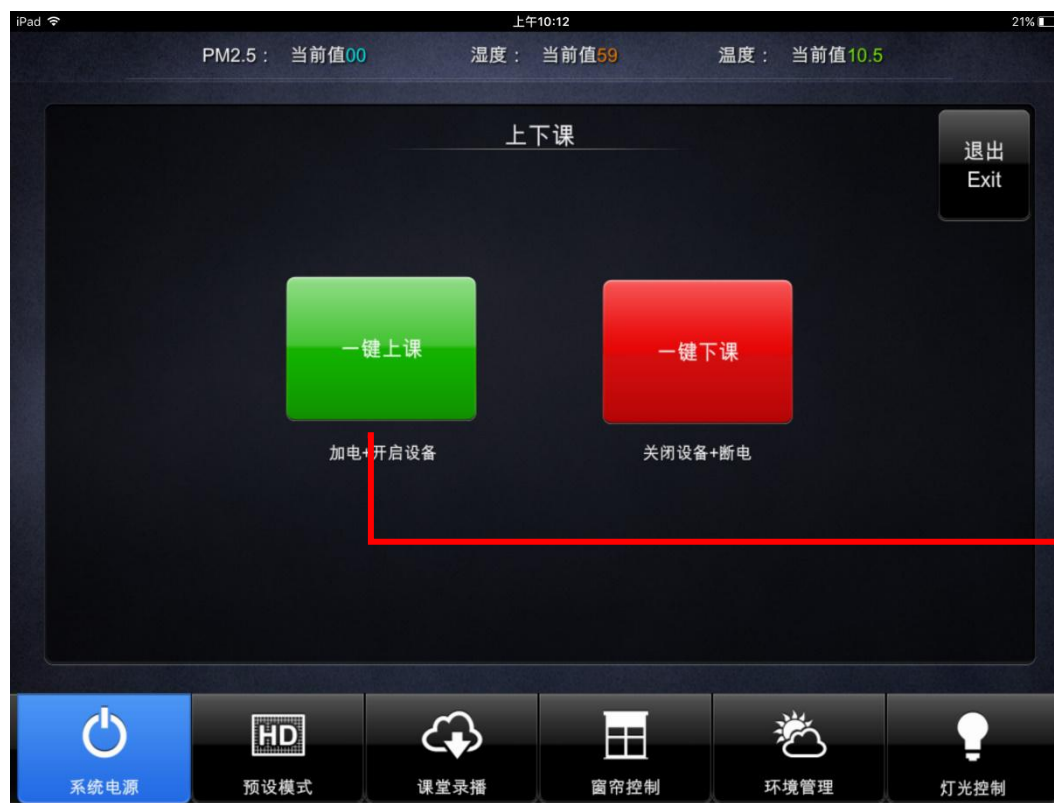 iPad 上午10:12 21%
PM2.5： 当前值00 湿度： 当前值59 温度： 当前值10.5
上下课
退出
Exit
一键上课 一键下课
加电+开启设备 关闭设备+断电
HD
系统电源 预设模式 课堂录播 窗帘控制 环境管理 灯光控制